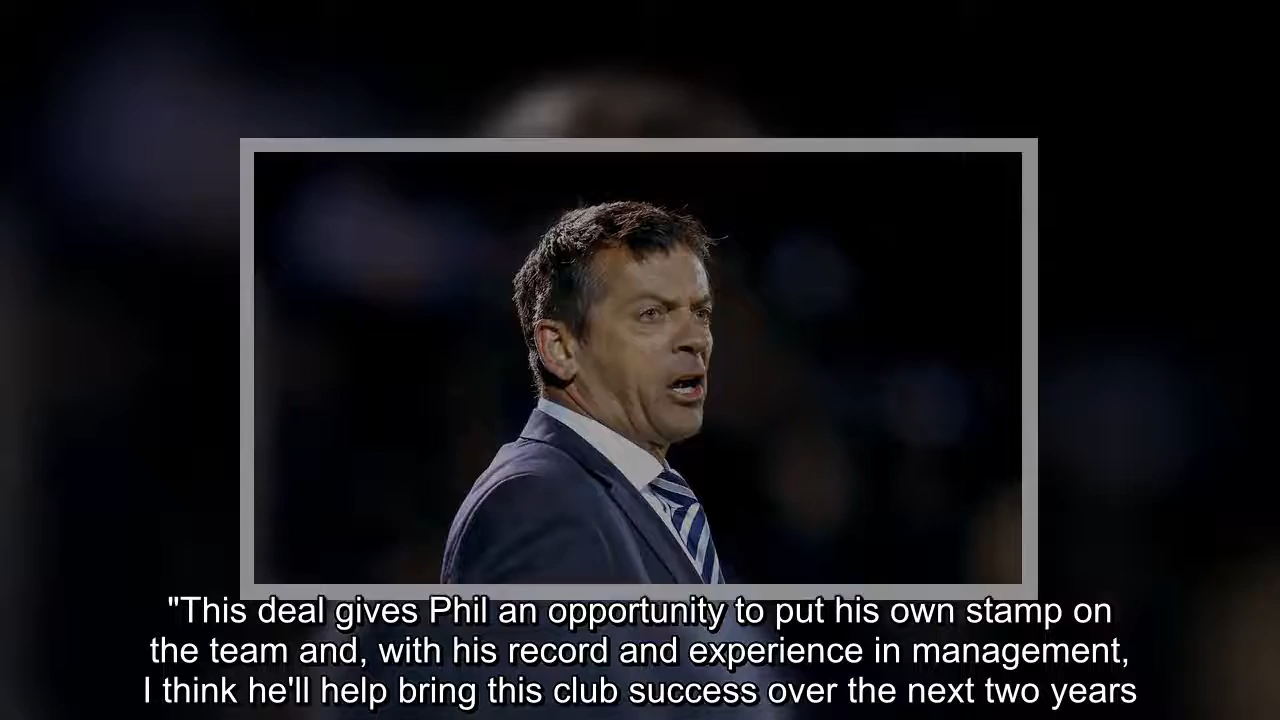 "This deal gives Phil an opportunity to put his own stamp on
the team and, with his record and experience in management,
I think he'll help bring this club success over the next two years